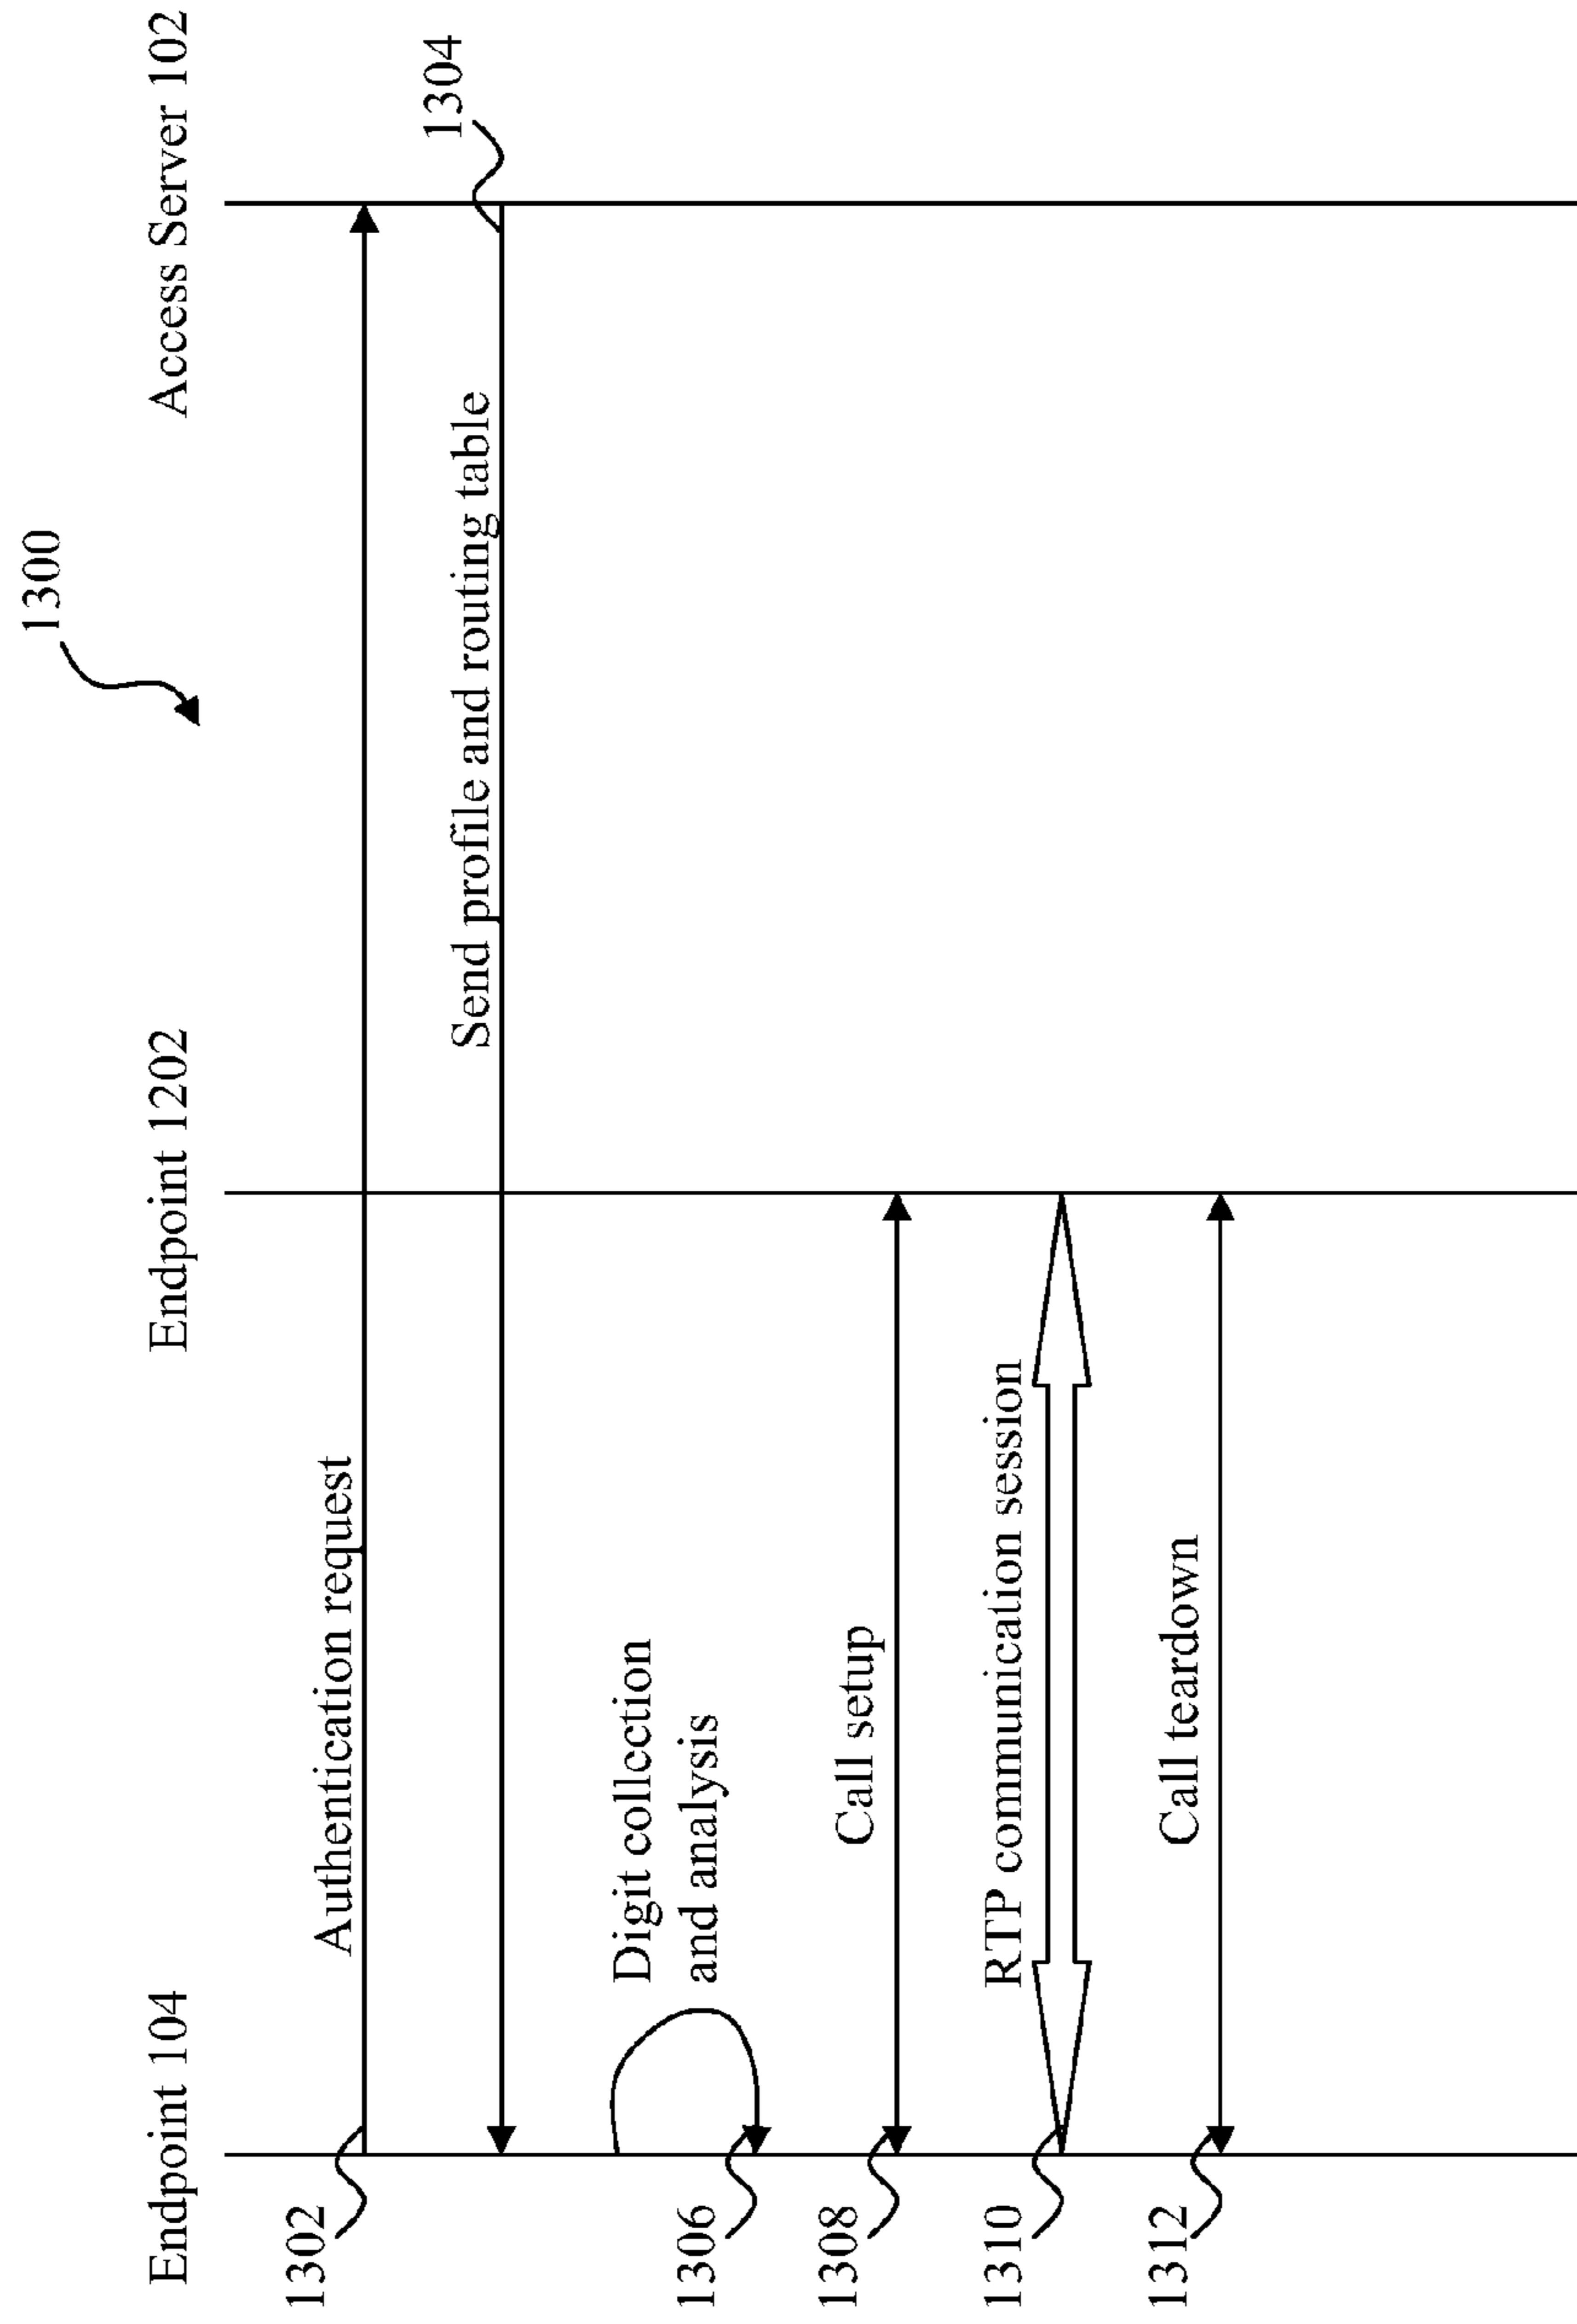 1300
Endpoint 104
Endpoint 1202
Access Server 102
1302
Authentication request
1304
Send profile and routing table
Digit collection
and analysis
1306
Call setup
1308
RTP communication session
1310
Call teardown
1312